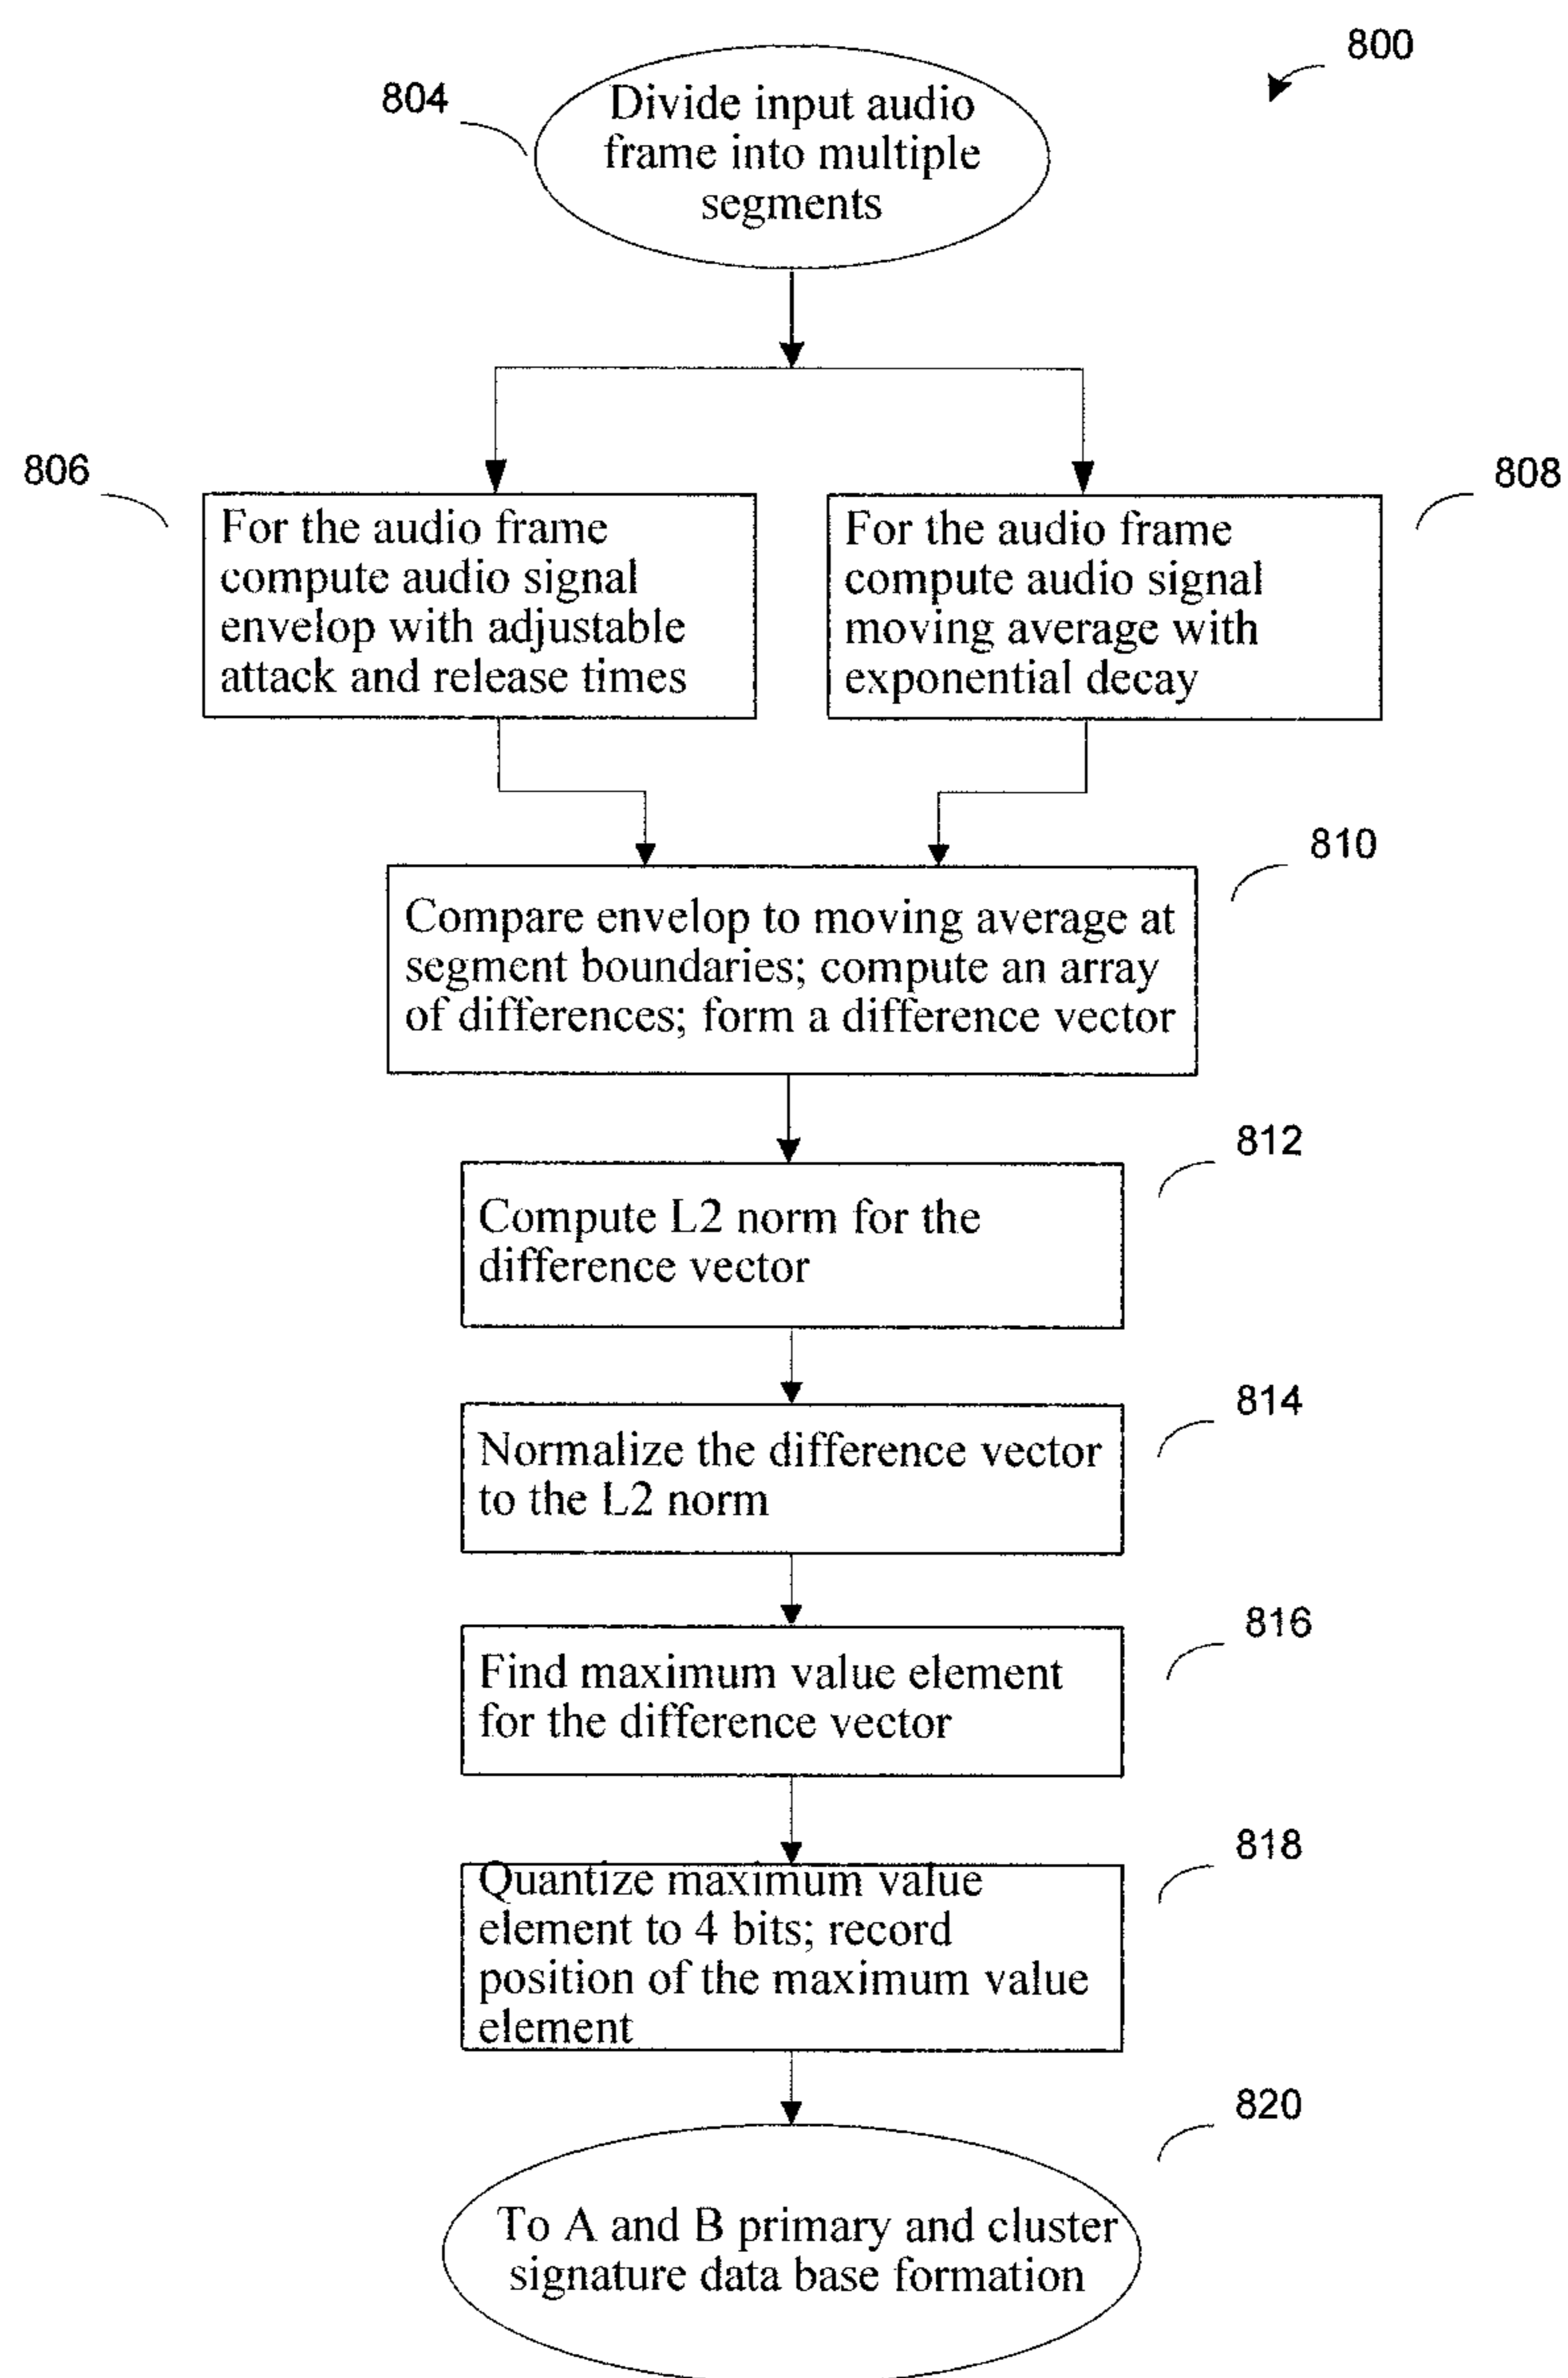 800
804
Divide input audio
frame into multiple
segments
806
For the audio frame
compute audio signal
envelop with adjustable
attack and release times
808
For the audio frame
compute audio signal
moving average with
exponential decay
810
Compare envelop to moving average at
segment boundaries; compute an array
of differences; form a difference vector
812
Compute L2 norm for the
difference vector
814
Normalize the difference vector
to the L2 norm
816
Find maximum value element
for the difference vector
818
Quantize maximum value
element to 4 bits; record
position of the maximum value
element
820
To A and B primary and cluster
signature data base formation